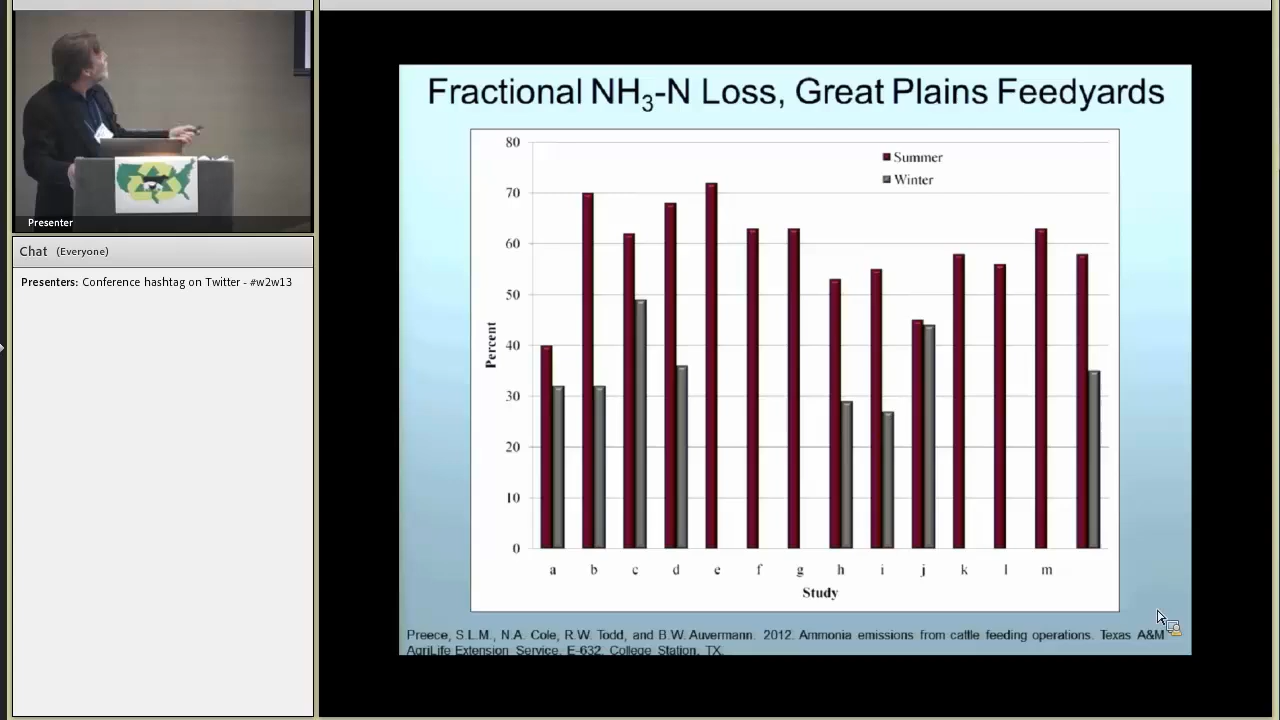 Presenter
Chat (Everyone)
Presenters: Conference hashtag on Twitter - #w2w13
Fractional NH₃-N Loss, Great Plains Feedyards
Summer
Winter
80
70
60
50
40
30
20
10
0
Percent
a b c d e f g h i j k l m
Study
Preece, S.L.M., N.A. Cole, R.W. Todd, and B.W. Auvermann. 2012. Ammonia emissions from cattle feeding operations. Texas A&M
AgriLife Extension Service, E-632, College Station, TX.